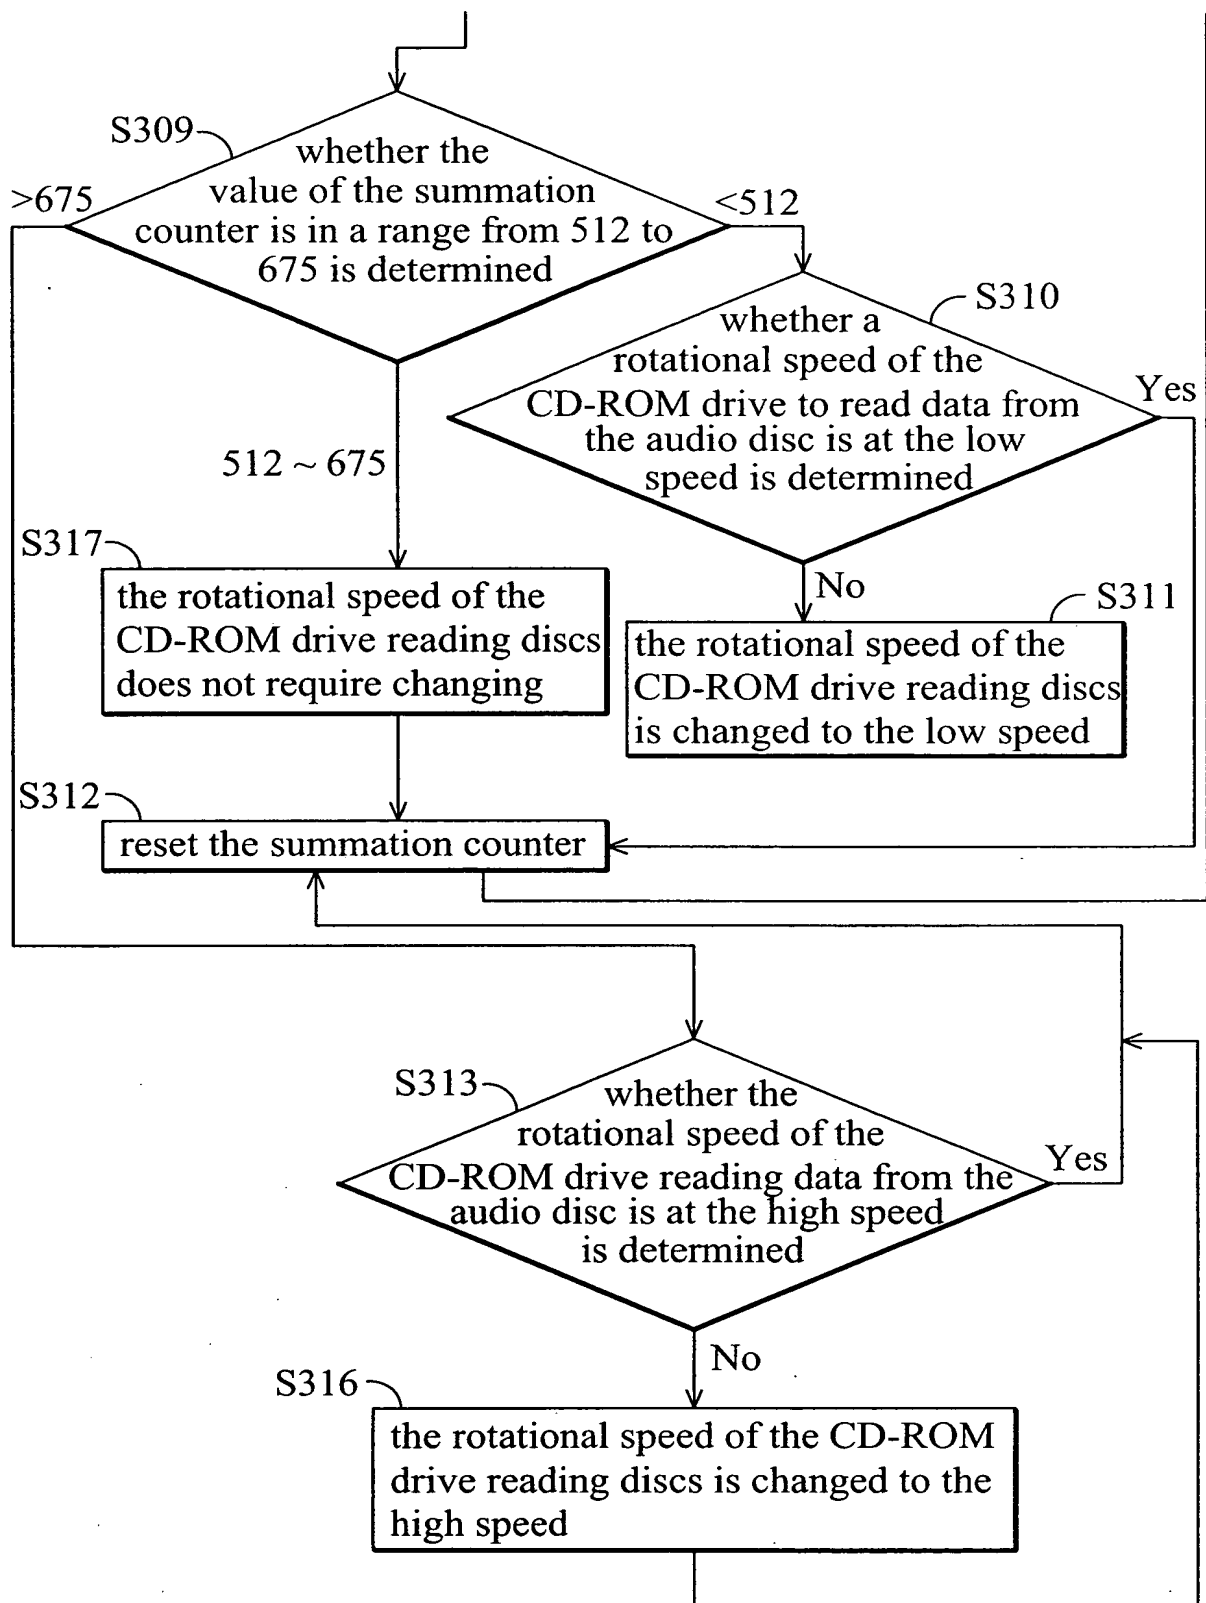 S309
whether the
value of the summation
counter is in a range from 512 to
675 is determined
>675
<512
S310
whether a
rotational speed of the
CD-ROM drive to read data from
the audio disc is at the low
speed is determined
Yes
512 ~ 675
No
S317
the rotational speed of the
CD-ROM drive reading discs
does not require changing
S311
the rotational speed of the
CD-ROM drive reading discs
is changed to the low speed
S312
reset the summation counter
S313
whether the
rotational speed of the
CD-ROM drive reading data from the
audio disc is at the high speed
is determined
Yes
No
S316
the rotational speed of the CD-ROM
drive reading discs is changed to the
high speed